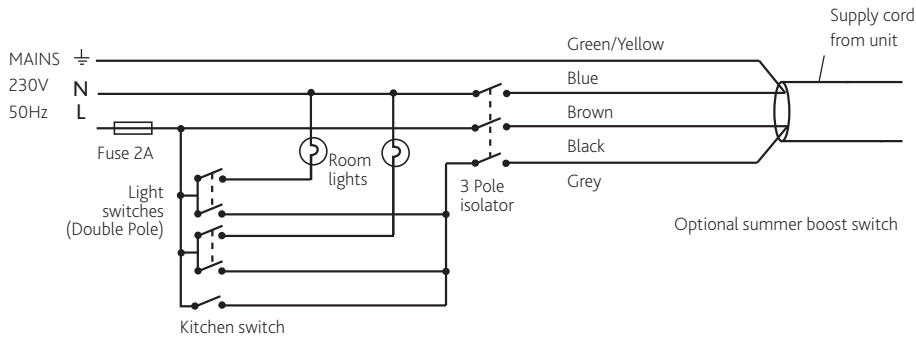 Supply cord
from unit
Green/Yellow
MAINS
230V
50Hz
N
L
Blue
Brown
Black
Grey
Fuse 2A
Room
lights
Light
switches
(Double Pole)
3 Pole
isolator
Optional summer boost switch
Kitchen switch